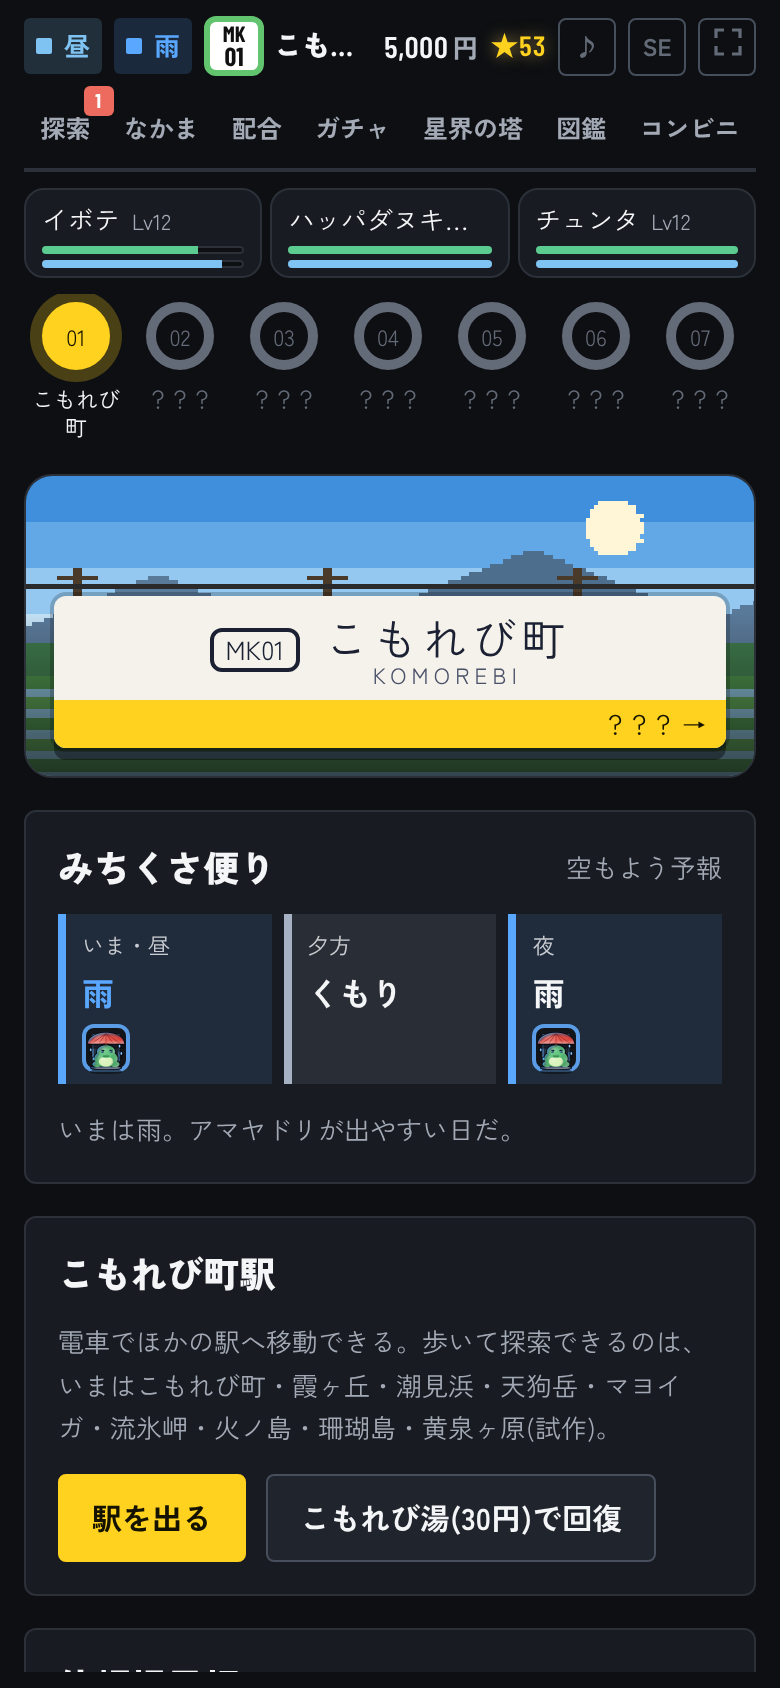 昼 雨 MK 01 こも… 5,000 円 ★53 ♪ SE
1
探索 なかま 配合 ガチャ 星界の塔 図鑑 コンビニ
イボテ Lv12 ハッパダヌキ… チュンタ Lv12
01 02 03 04 05 06 07
こもれび町 ？？？ ？？？ ？？？ ？？？ ？？？ ？？？
MK01 こもれび町
KOMOREBI
？？？ →
みちくさ便り 空もよう予報
いま・昼 夕方 夜
雨 くもり 雨
いまは雨。アマヤドリが出やすい日だ。
こもれび町駅
電車でほかの駅へ移動できる。歩いて探索できるのは、
いまはこもれび町・霞ヶ丘・潮見浜・天狗岳・マヨイ
ガ・流氷岬・火ノ島・珊瑚島・黄泉ヶ原(試作)。
駅を出る こもれび湯(30円)で回復